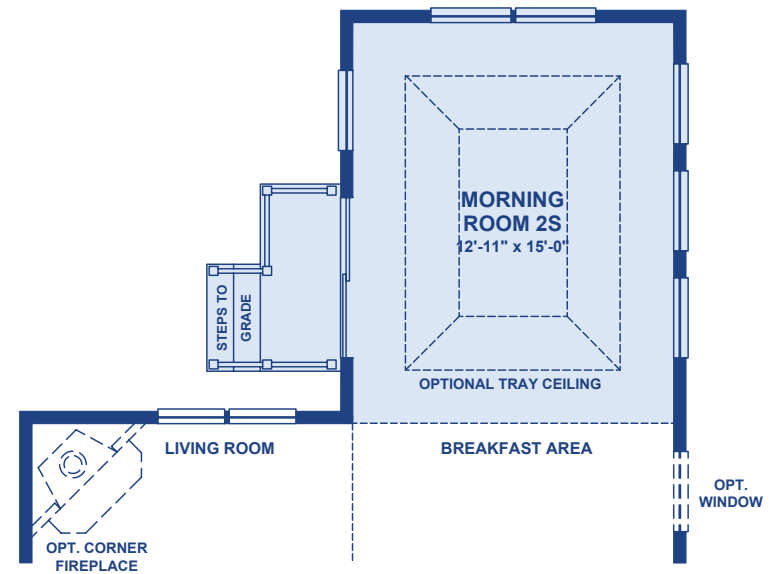 MORNING
ROOM 2S
12'-11" x 15'-0"
STEPS TO
GRADE
OPTIONAL TRAY CEILING
LIVING ROOM
BREAKFAST AREA
OPT.
WINDOW
OPT. CORNER
FIREPLACE